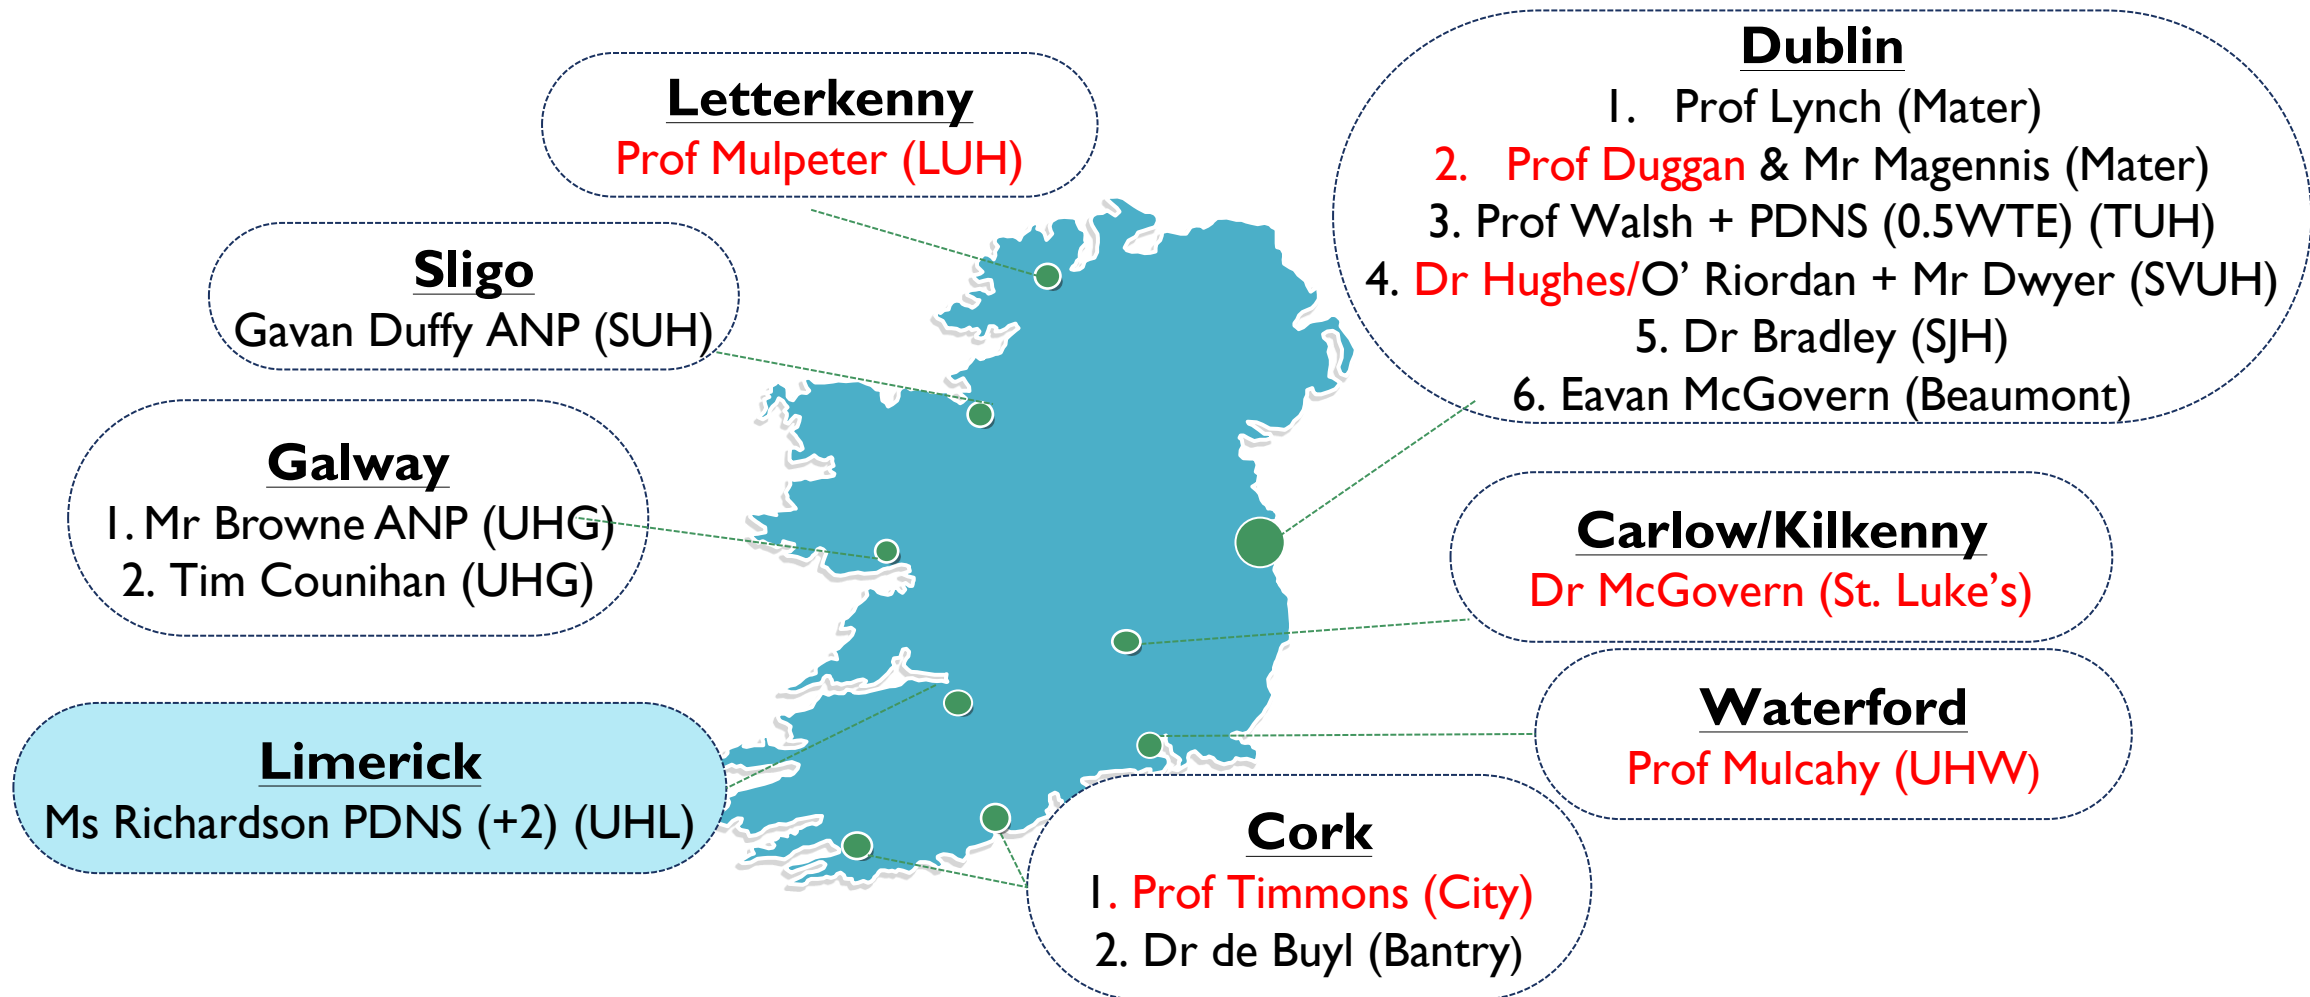 Letterkenny
Prof Mulpeter (LUH)
Sligo
Gavan Duffy ANP (SUH)
Galway
1. Mr Browne ANP (UHG)
2. Tim Counihan (UHG)
Limerick
Ms Richardson PDNS (+2) (UHL)
Dublin
1. Prof Lynch (Mater)
2. Prof Duggan & Mr Magennis (Mater)
3. Prof Walsh + PDNS (0.5WTE) (TUH)
4. Dr Hughes/O’ Riordan + Mr Dwyer (SVUH)
5. Dr Bradley (SJH)
6. Eavan McGovern (Beaumont)
Carlow/Kilkenny
Dr McGovern (St. Luke’s)
Waterford
Prof Mulcahy (UHW)
Cork
1. Prof Timmons (City)
2. Dr de Buyl (Bantry)